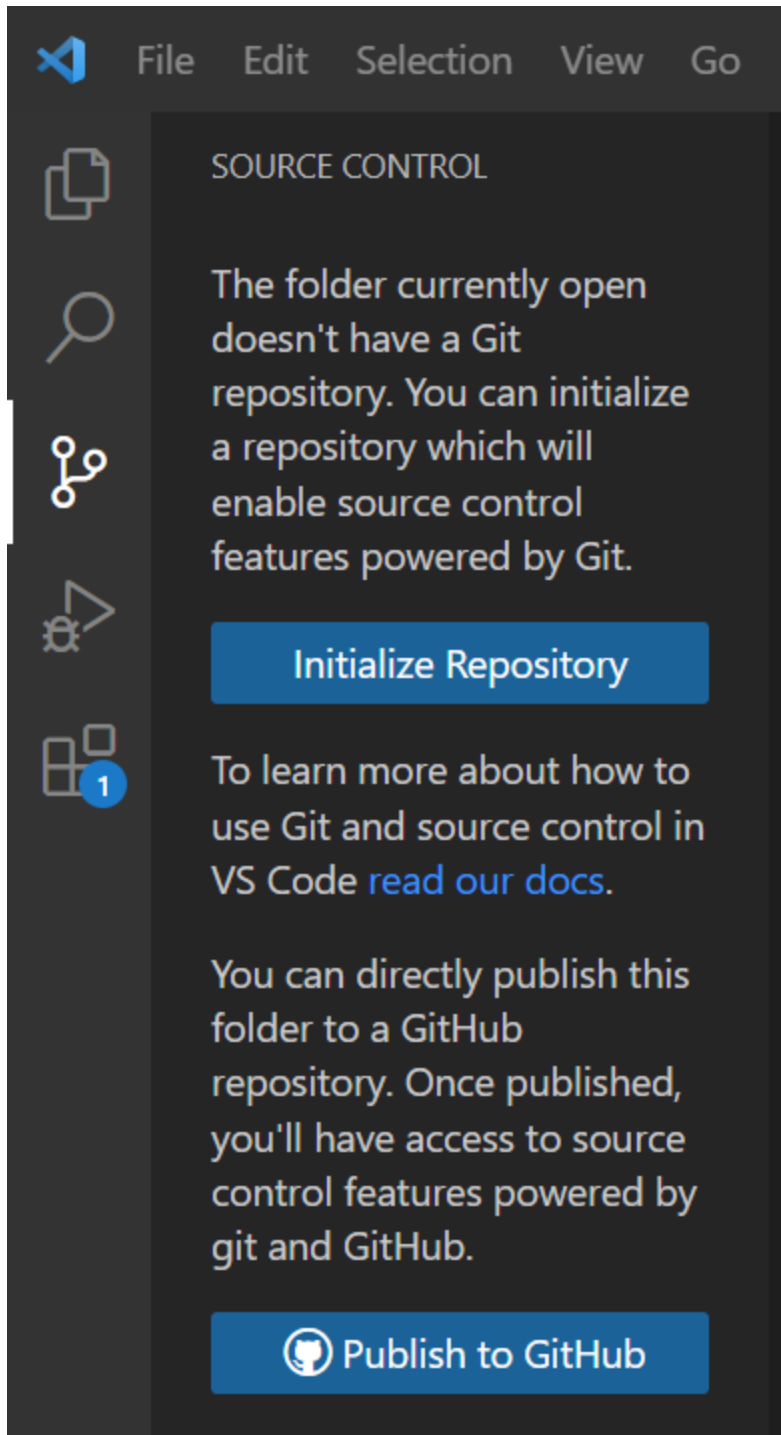 File Edit Selection View Go
SOURCE CONTROL
The folder currently open
doesn't have a Git
repository. You can initialize
a repository which will
enable source control
features powered by Git.
Initialize Repository
1
To learn more about how to
use Git and source control in
VS Code read our docs.
You can directly publish this
folder to a GitHub
repository. Once published,
you'll have access to source
control features powered by
git and GitHub.
Publish to GitHub